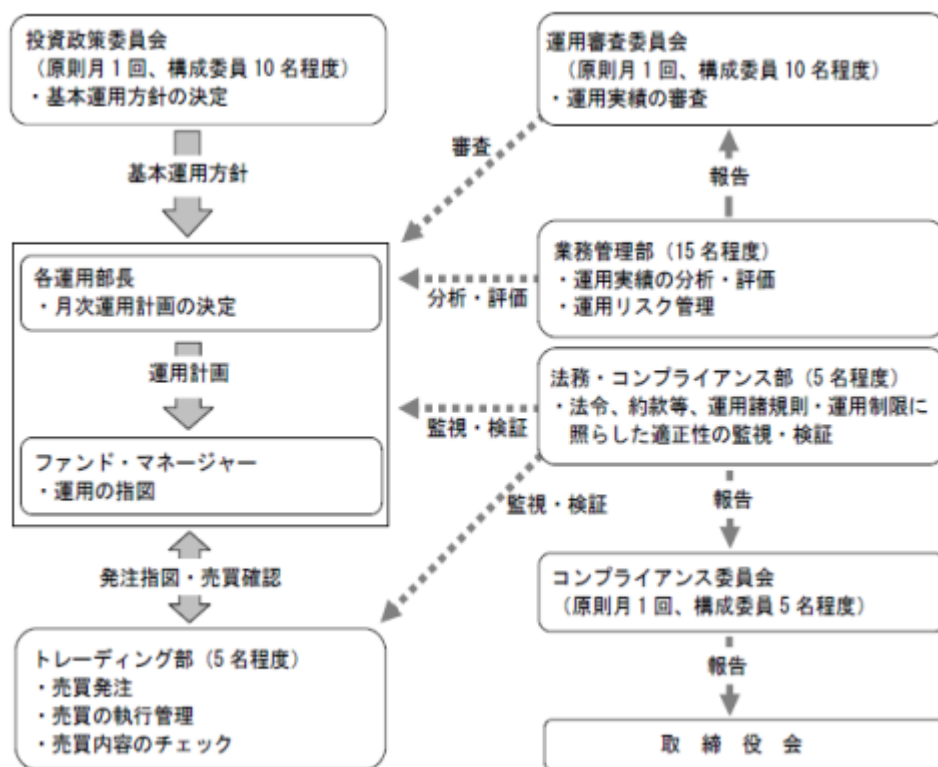 投資政策委員会
（原則月1回、構成委員10名程度）
・基本運用方針の決定
基本運用方針
各運用部長
・月次運用計画の決定
運用計画
ファンド・マネージャー
・運用の指図
発注指図・売買確認
トレーディング部（5名程度）
・売買発注
・売買の執行管理
・売買内容のチェック
運用審査委員会
（原則月1回、構成委員10名程度）
・運用実績の審査
審査
報告
業務管理部（15名程度）
・運用実績の分析・評価
・運用リスク管理
分析・評価
法務・コンプライアンス部（5名程度）
・法令、約款等、運用諸規則・運用制限に
照らした適正性の監視・検証
監視・検証
監視・検証
報告
コンプライアンス委員会
（原則月1回、構成委員5名程度）
報告
取締役会